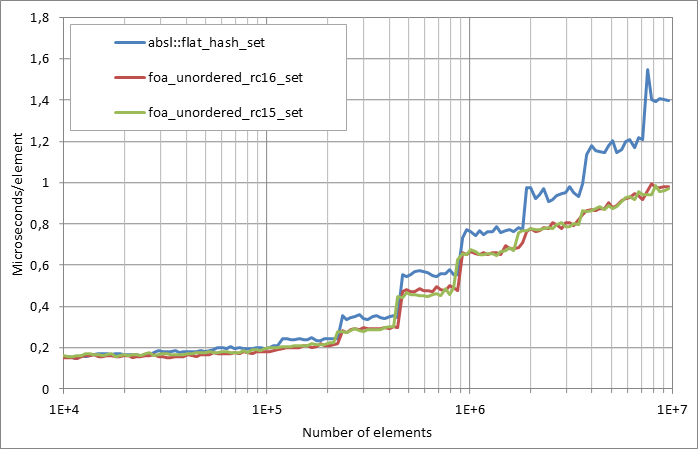 1,8
1,6
1,4
1,2
1
0,8
0,6
0,4
0,2
0
Microseconds/element
absl::flat_hash_set
foa_unordered_rc16_set
foa_unordered_rc15_set
1E+4 1E+5 1E+6 1E+7
Number of elements